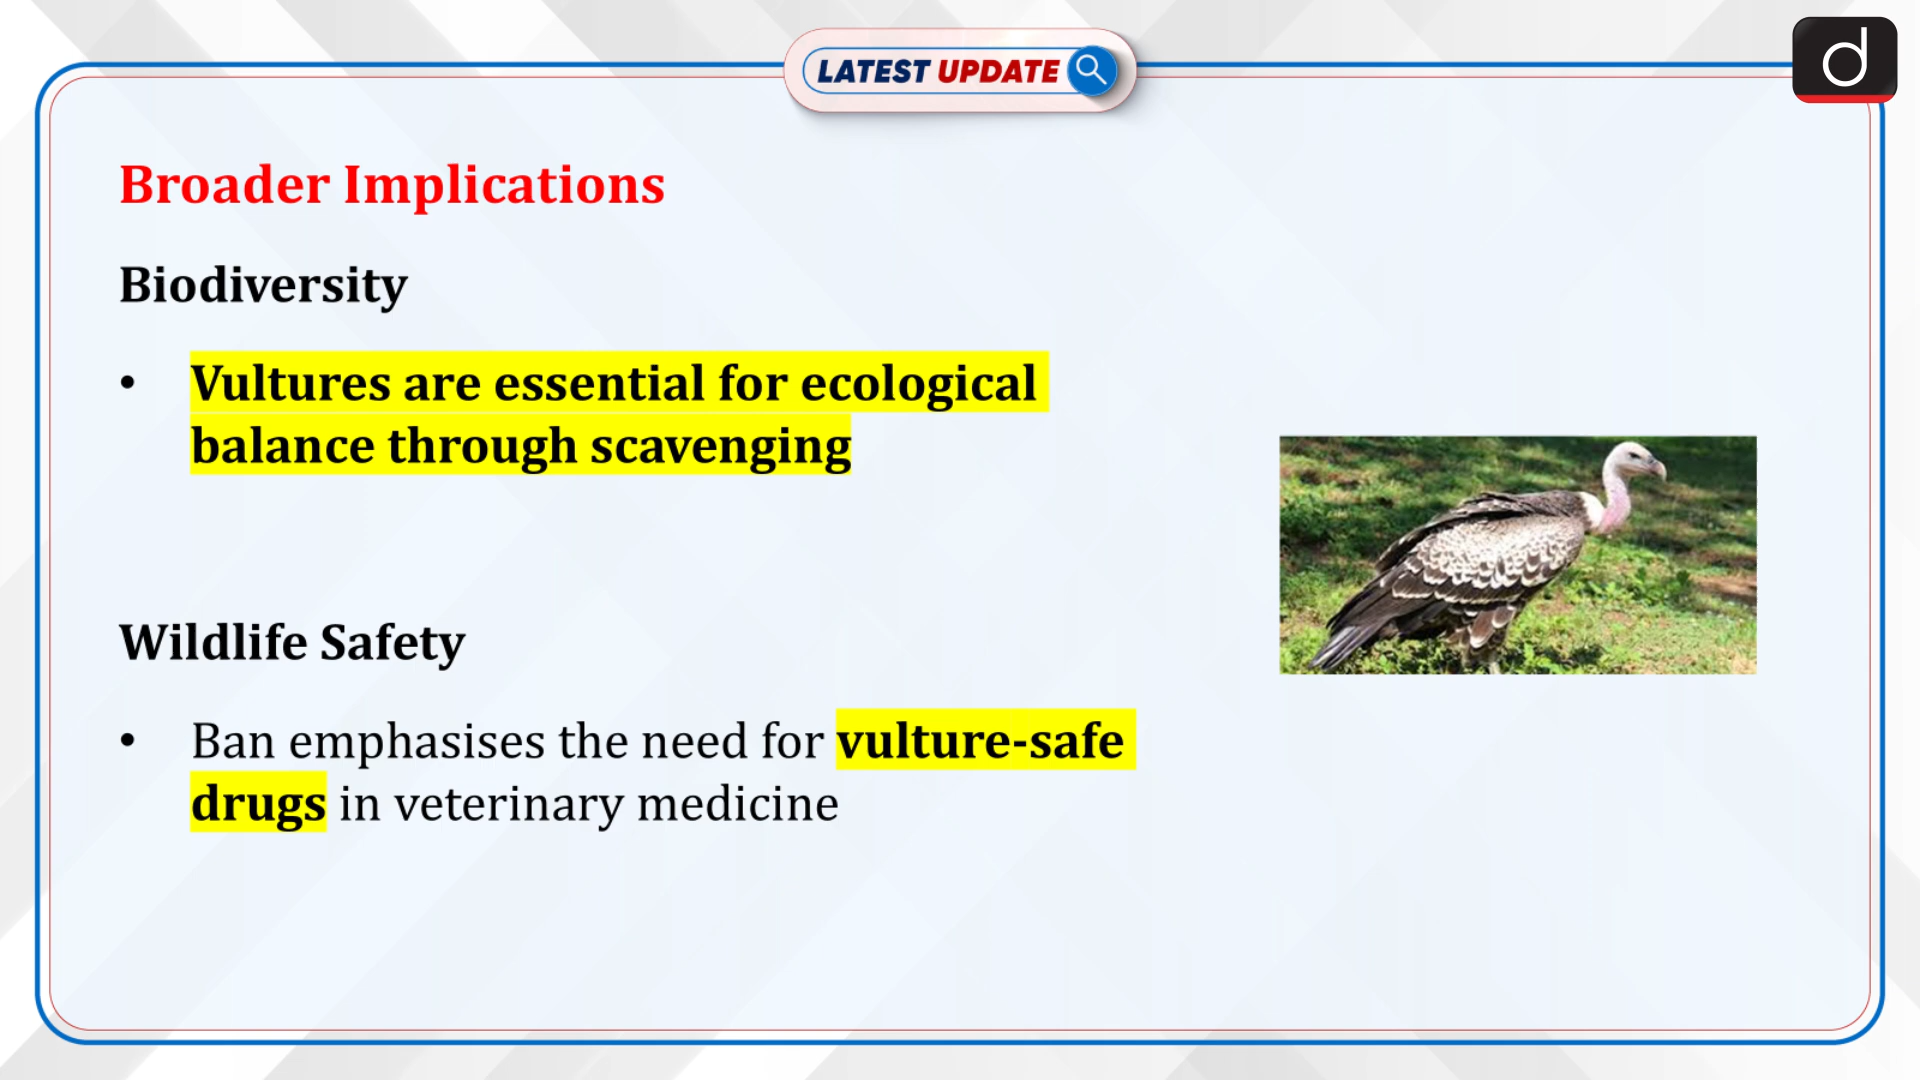 LATEST UPDATE
d
Broader Implications
Biodiversity
• Vultures are essential for ecological
balance through scavenging
Wildlife Safety
• Ban emphasises the need for vulture-safe
drugs in veterinary medicine